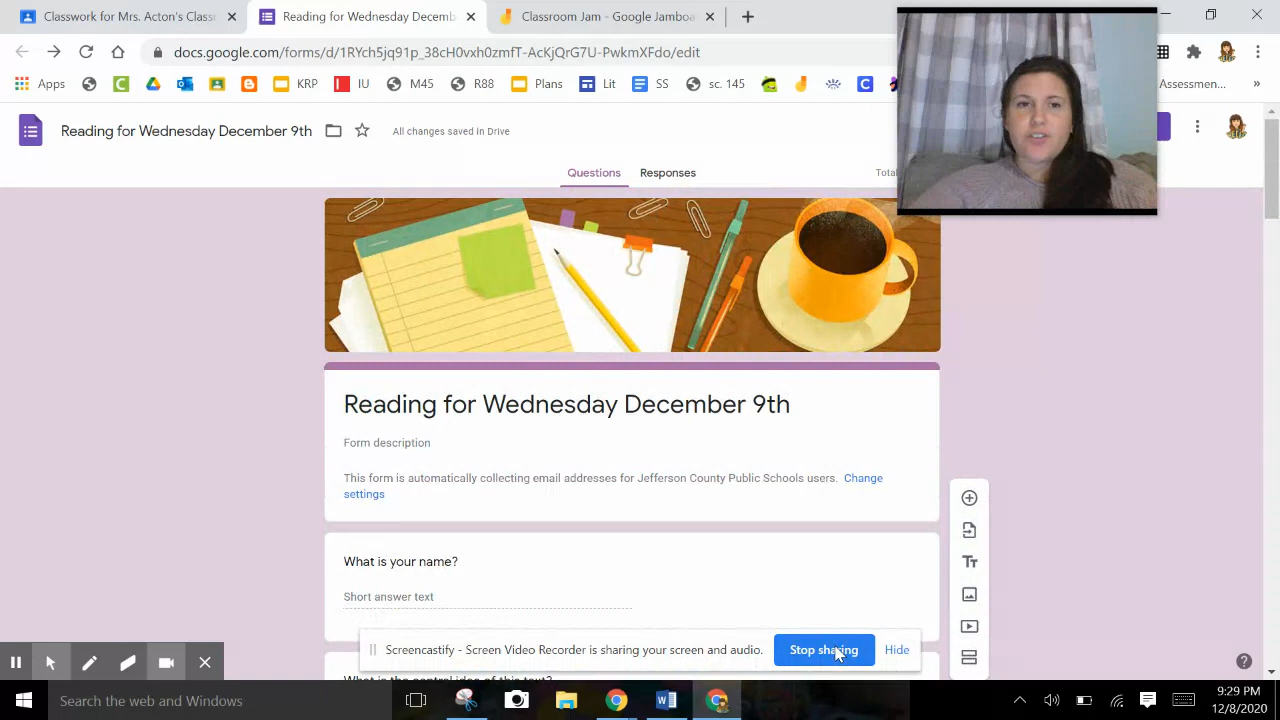 Classwork for Mrs. Acton's Class
Reading for Wednesday Decemb
Classroom Jam - Google Jamboa
docs.google.com/forms/d/1RYch5jq91p_38cH0vxh0zmfT-AcKjQrG7U-PwkmXFdo/edit
Apps
KRP
IU
M45
R88
Plans
Lit
SS
sc. 145
Assessmen...
Reading for Wednesday December 9th
All changes saved in Drive
Questions
Responses
Total
Reading for Wednesday December 9th
Form description
This form is automatically collecting email addresses for Jefferson County Public Schools users. Change settings
What is your name?
Short answer text
Screencastify - Screen Video Recorder is sharing your screen and audio.
Stop sharing
Hide
Search the web and Windows
9:29 PM
12/8/2020